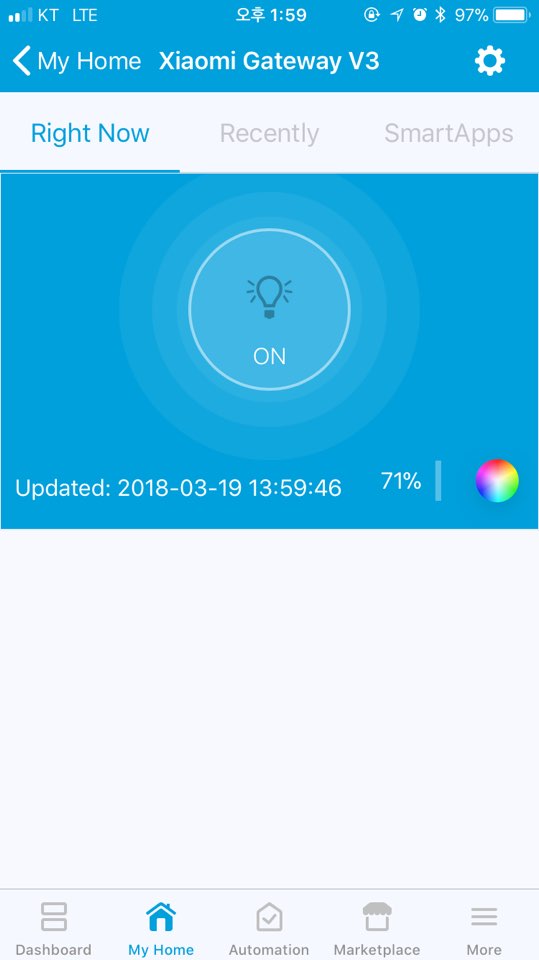 KT LTE 오후 1:59 97%
My Home Xiaomi Gateway V3
Right Now Recently SmartApps
ON
Updated: 2018-03-19 13:59:46 71%
Dashboard My Home Automation Marketplace More